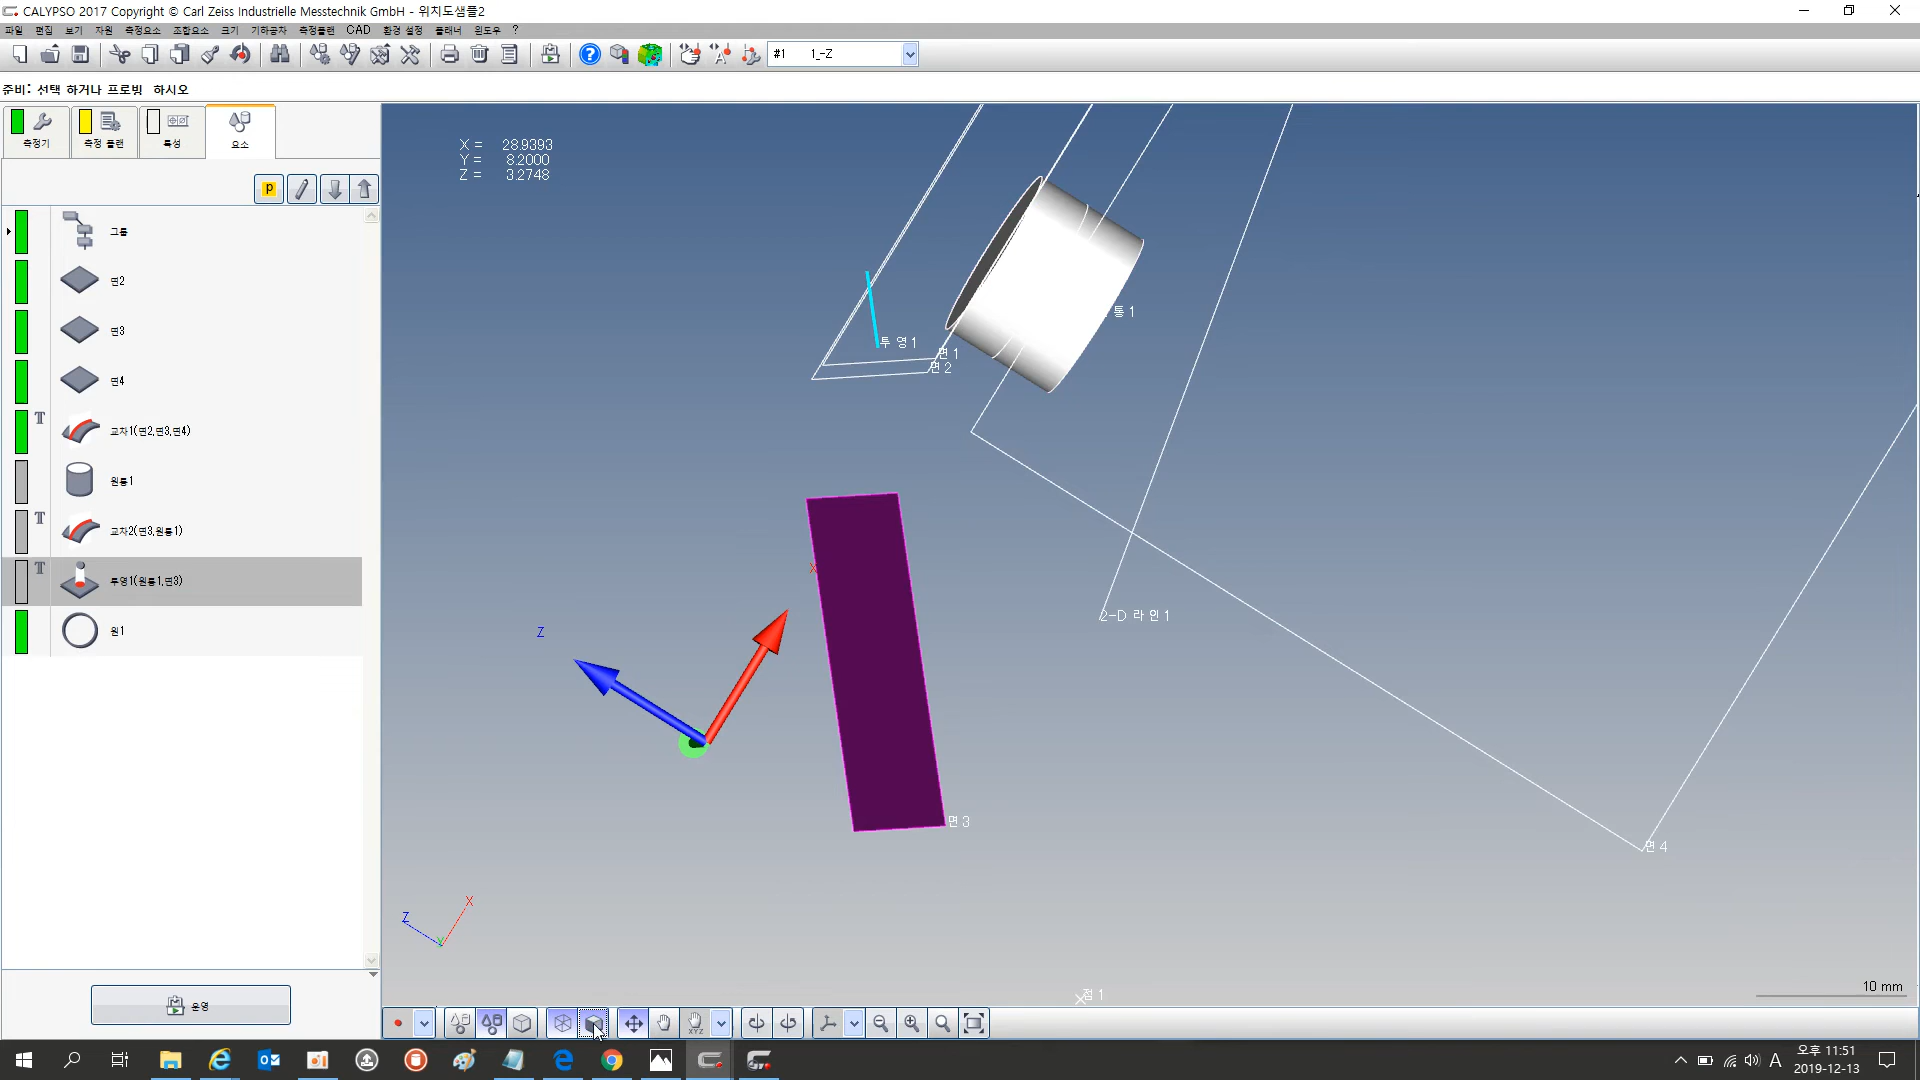 CALYPSO 2017 Copyright © Carl Zeiss Industrielle Messtechnik GmbH - 위치도샘플2
파일 편집 보기 자원 측정요소 조합요소 크기 기하공차 측정플랜 CAD 환경 설정 플래너 윈도우 ?
#1 1_-Z
준비: 선택 하거나 프로빙 하시오
측정기 측정 플랜 특성 요소
P
그룹
면2
면3
면4
T 교차1(면2,면3,면4)
원통1
T 교차2(면3,원통1)
T 투영1(원통1,면3)
원1
운영
X = 28.9393
Y = 8.2000
Z = 3.2748
통1
투영1
면1
면2
X
2-D 라인1
Z
면3
면4
X
Z
Y
10 mm
점1
XYZ
A
오후 11:51
2019-12-13